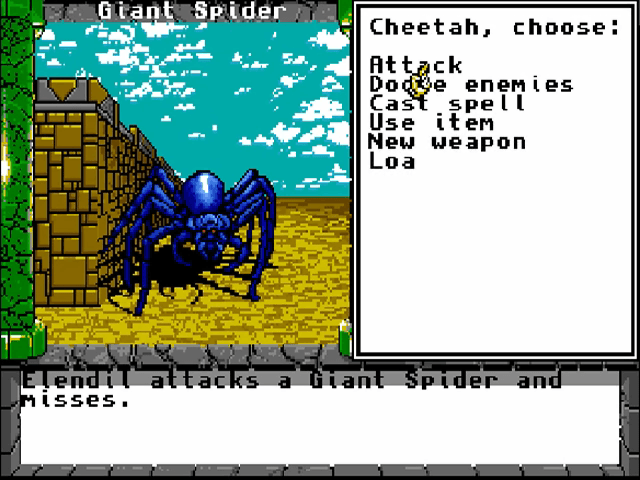 Giant Spider
Cheetah, choose:
Attack
Dodge enemies
Cast spell
Use item
New weapon
Loa
Elendil attacks a Giant Spider and
misses.